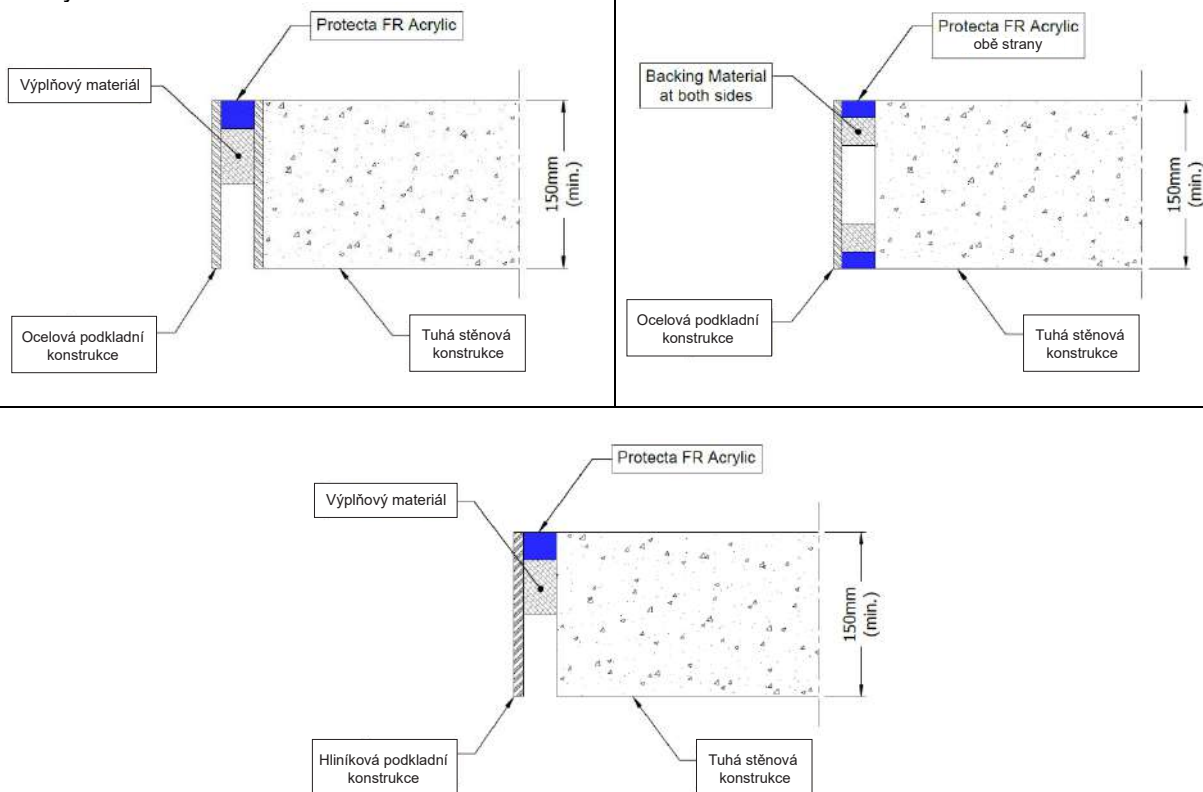 Protecta FR Acrylic
Výplňový materiál
150mm
(min.)
Ocelová podkladní
konstrukce
Tuhá stěnová
konstrukce
Protecta FR Acrylic
obě strany
Backing Material
at both sides
150mm
(min.)
Ocelová podkladní
konstrukce
Tuhá stěnová
konstrukce
Protecta FR Acrylic
Výplňový materiál
150mm
(min.)
Hliníková podkladní
konstrukce
Tuhá stěnová
konstrukce